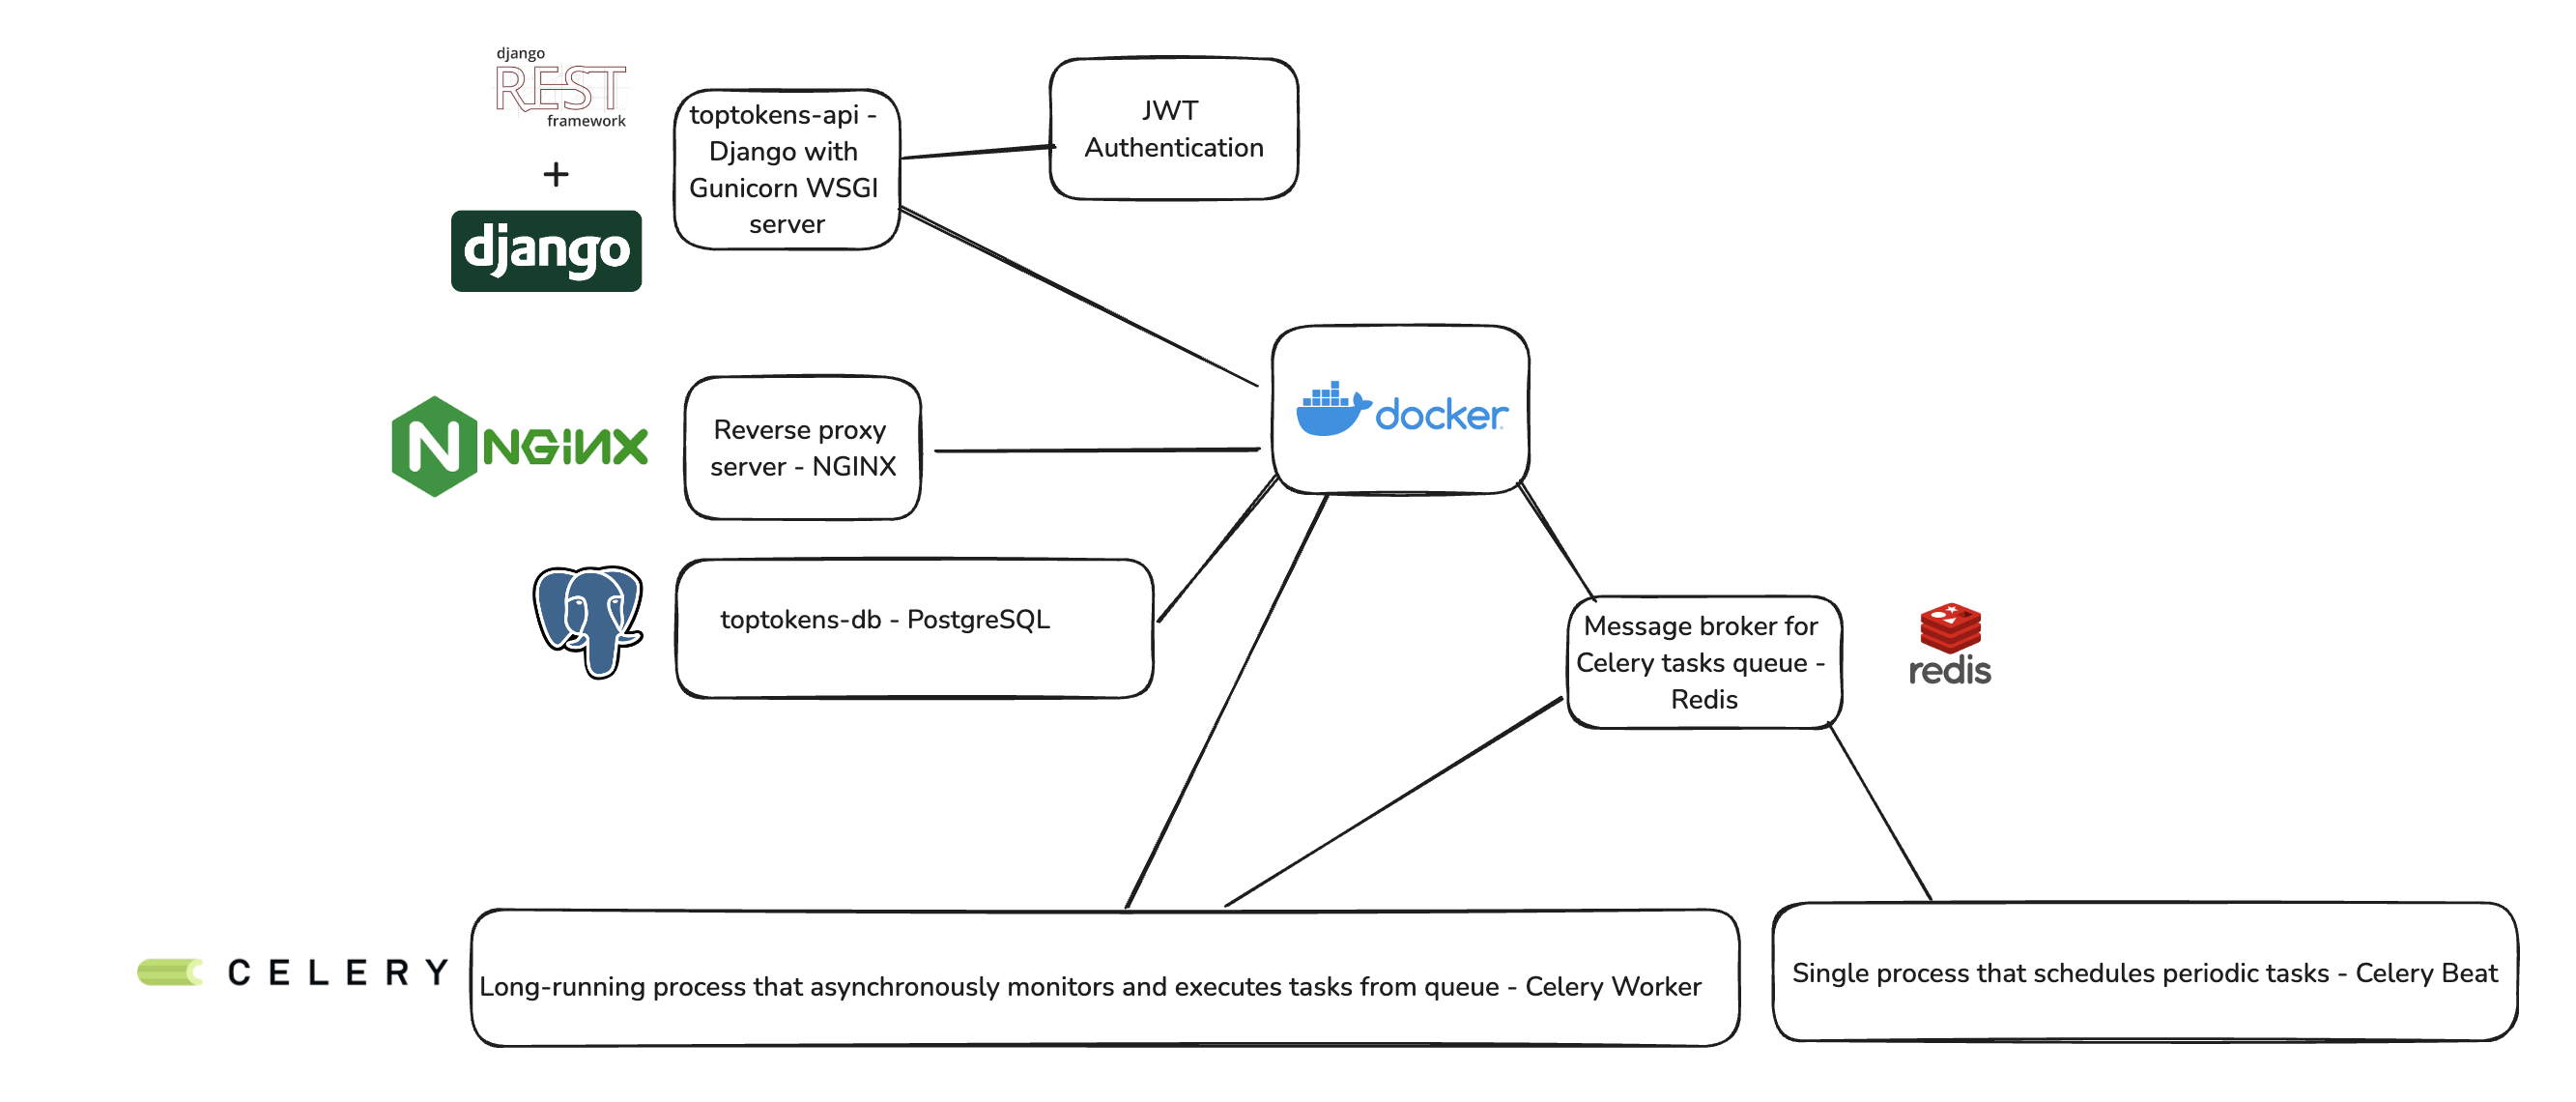 django
REST
framework
+
django
toptokens-api -
Django with
Gunicorn WSGI
server
JWT
Authentication
docker
NGINX
Reverse proxy
server - NGINX
toptokens-db - PostgreSQL
Message broker for
Celery tasks queue -
Redis
redis
CELERY
Long-running process that asynchronously monitors and executes tasks from queue - Celery Worker
Single process that schedules periodic tasks - Celery Beat